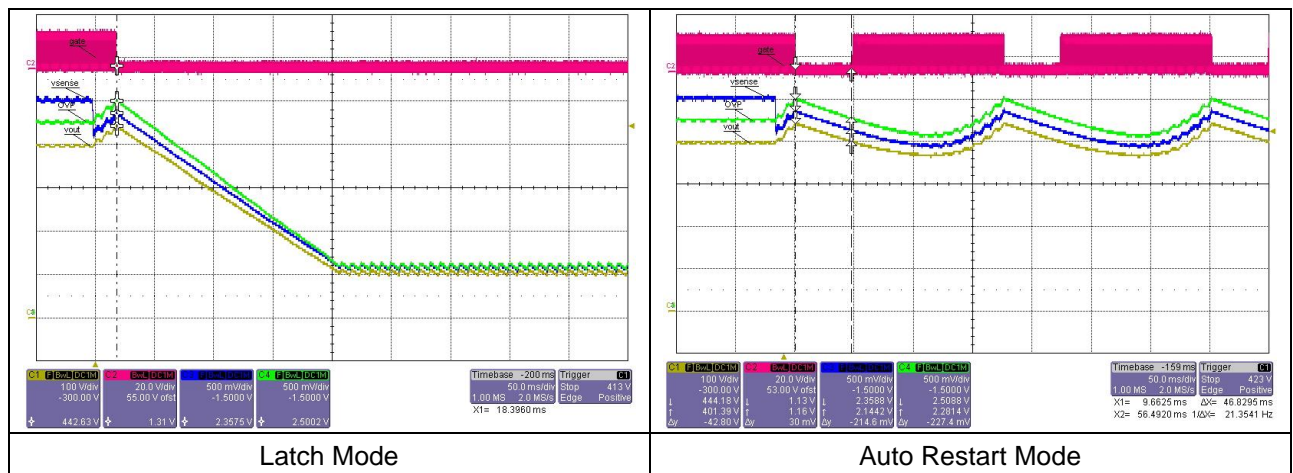 gate
C2
vsense
OVP
vout
C1 F BwL DC1M
100 V/div
-300.00 V
442.63 V
C2 BwL DC1M
20.0 V/div
55.00 V ofst
1.31 V
BwL DC1M
500 mV/div
-1.5000 V
2.3575 V
C4 F BwL DC1M
500 mV/div
-1.5000 V
2.5002 V
Timebase -200 ms
50.0 ms/div
1.00 MS 2.0 MS/s
Trigger C1
Stop 413 V
Edge Positive
X1= 18.3960 ms
Latch Mode
gate
C2
vsense
OVP
vout
C1 F BwL DC1M
100 V/div
-300.00 V
444.18 V
401.39 V
Δy -42.80 V
C2 BwL DC1M
20.0 V/div
53.00 V ofst
1.13 V
1.16 V
Δy 30 mV
BwL DC1M
500 mV/div
-1.5000 V
2.3588 V
2.1442 V
Δy -214.6 mV
C4 F BwL DC1M
500 mV/div
-1.5000 V
2.5088 V
2.2814 V
Δy -227.4 mV
Timebase -159 ms
50.0 ms/div
1.00 MS 2.0 MS/s
Trigger C1
Stop 423 V
Edge Positive
X1= 9.6625 ms ΔX= 46.8295 ms
X2= 56.4920 ms 1/ΔX= 21.3541 Hz
Auto Restart Mode